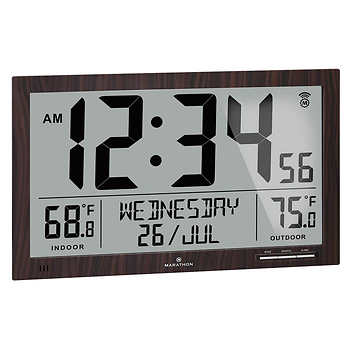 AM 12:34 56
68.8 °F
INDOOR
WEDNESDAY
26/JUL
75.0 °F
OUTDOOR
MARATHON